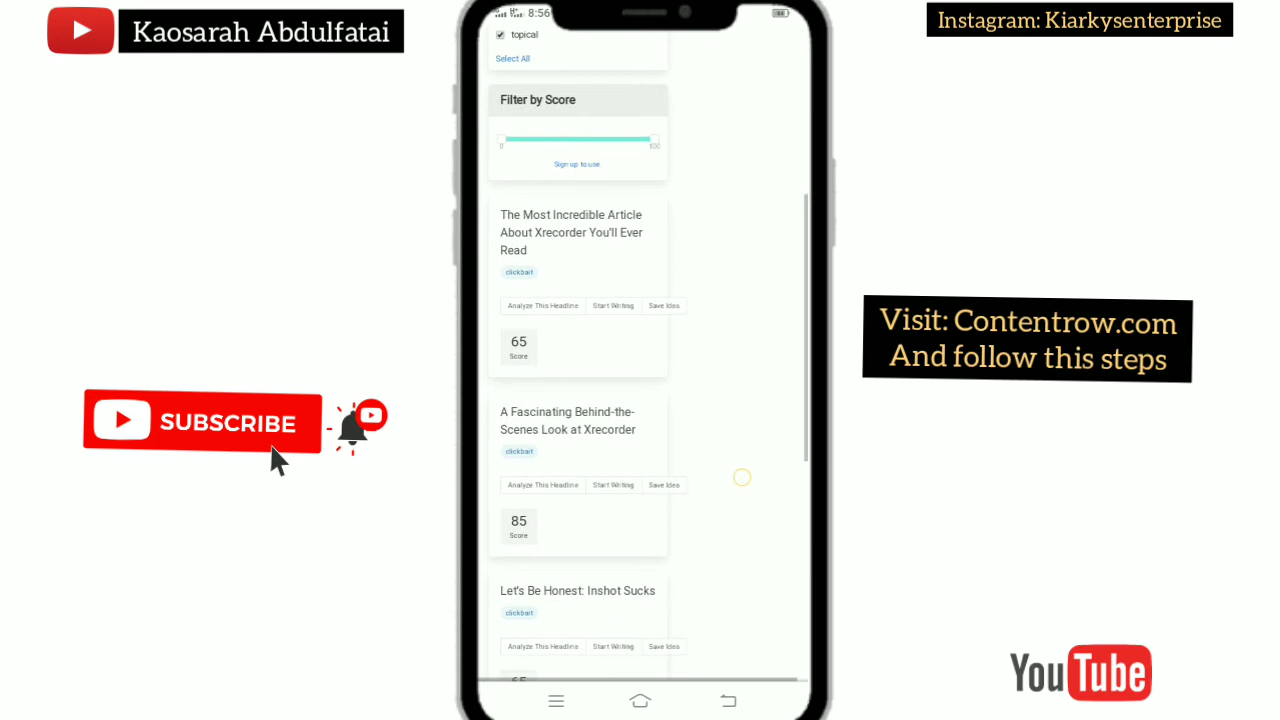 Kaosarah Abdulfatai
Instagram: Kiarkysenterprise
8:56
topical
Select All
Filter by Score
0 100
Sign up to use
The Most Incredible Article
About Xrecorder You'll Ever
Read
clickbait
Analyze This Headline Start Writing Save Idea
65
Score
A Fascinating Behind-the-
Scenes Look at Xrecorder
clickbait
Analyze This Headline Start Writing Save Idea
85
Score
Let's Be Honest: Inshot Sucks
clickbait
Analyze This Headline Start Writing Save Idea
65
Visit: Contentrow.com
And follow this steps
SUBSCRIBE
YouTube